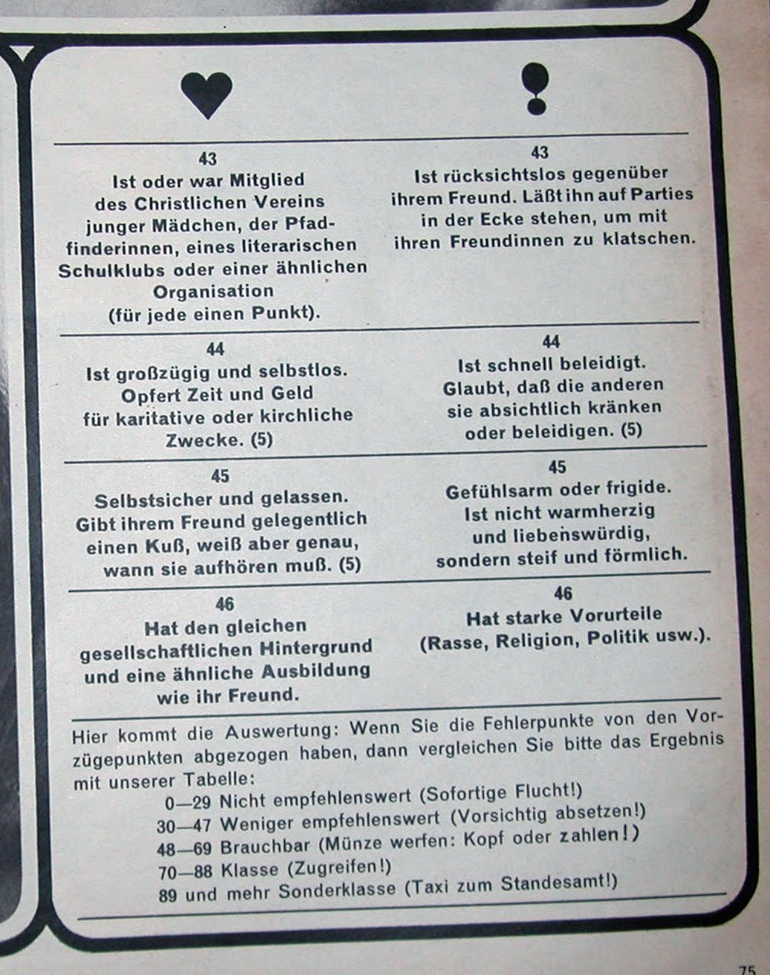 43
Ist oder war Mitglied
des Christlichen Vereins
junger Mädchen, der Pfad-
finderinnen, eines literarischen
Schulklubs oder einer ähnlichen
Organisation
(für jede einen Punkt).
43
Ist rücksichtslos gegenüber
ihrem Freund. Läßt ihn auf Parties
in der Ecke stehen, um mit
ihren Freundinnen zu klatschen.
44
Ist großzügig und selbstlos.
Opfert Zeit und Geld
für karitative oder kirchliche
Zwecke. (5)
44
Ist schnell beleidigt.
Glaubt, daß die anderen
sie absichtlich kränken
oder beleidigen. (5)
45
Selbstsicher und gelassen.
Gibt ihrem Freund gelegentlich
einen Kuß, weiß aber genau,
wann sie aufhören muß. (5)
45
Gefühlsarm oder frigide.
Ist nicht warmherzig
und liebenswürdig,
sondern steif und förmlich.
46
Hat den gleichen
gesellschaftlichen Hintergrund
und eine ähnliche Ausbildung
wie ihr Freund.
46
Hat starke Vorurteile
(Rasse, Religion, Politik usw.).
Hier kommt die Auswertung: Wenn Sie die Fehlerpunkte von den Vor-
zügepunkten abgezogen haben, dann vergleichen Sie bitte das Ergebnis
mit unserer Tabelle:
0—29 Nicht empfehlenswert (Sofortige Flucht!)
30—47 Weniger empfehlenswert (Vorsichtig absetzen!)
48—69 Brauchbar (Münze werfen: Kopf oder zahlen!)
70—88 Klasse (Zugreifen!)
89 und mehr Sonderklasse (Taxi zum Standesamt!)
75